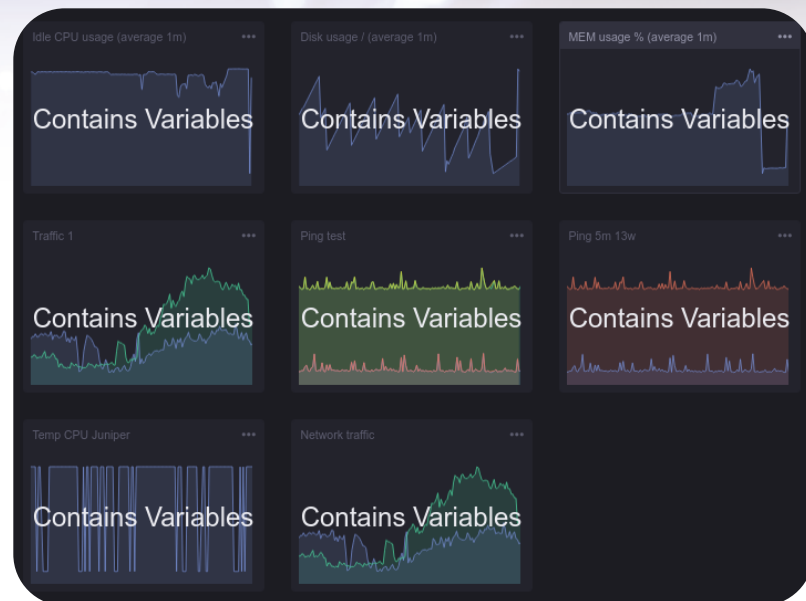 Idle CPU usage (average 1m)
Disk usage / (average 1m)
MEM usage % (average 1m)
Contains Variables
Contains Variables
Contains Variables
Traffic 1
Ping test
Ping 5m 13w
Contains Variables
Contains Variables
Contains Variables
Temp CPU Juniper
Network traffic
Contains Variables
Contains Variables